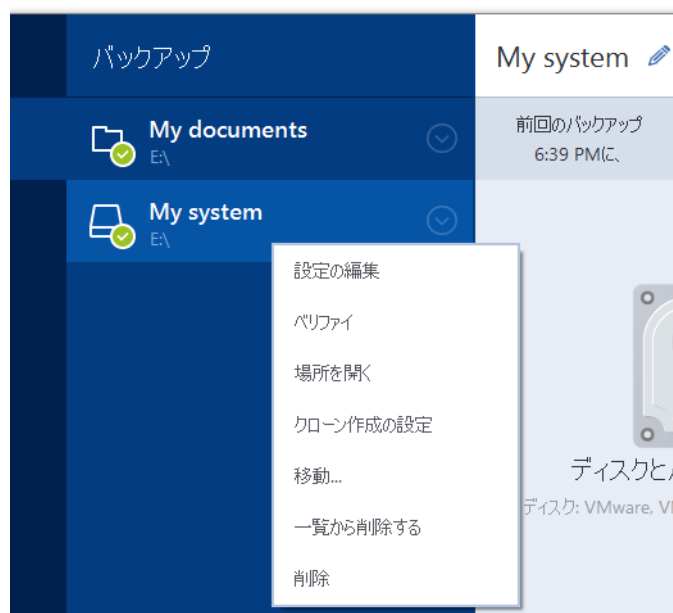 バックアップ
My documents
E:\
My system
E:\
設定の編集
ベリファイ
場所を開く
クローン作成の設定
移動...
一覧から削除する
削除
My system
前回のバックアップ
6:39 PMに、
ディスクと
ディスク: VMware,